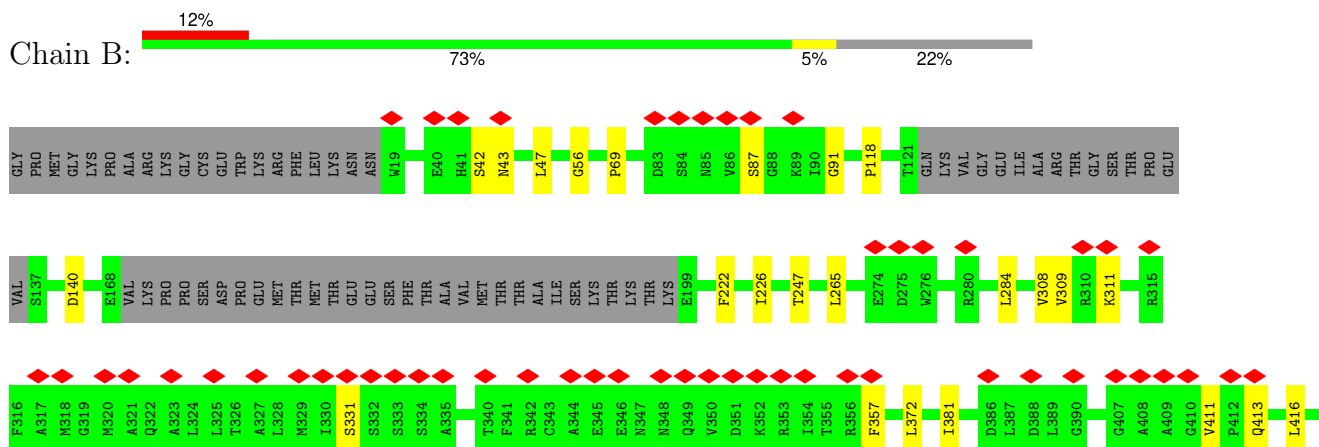 12%
Chain B:
73% 5% 22%
GLY PRO MET GLY LYS PRO ALA ARG LYS GLY CYS GLU TRP LYS ARG PHE LEU LYS ASN ASN W19 E40 H41 S42 N43 L47 G56 P69 D83 S84 N85 V86 S87 G88 K89 I90 G91 P118 T121 GLN LYS VAL GLY GLU ILE ALA ARG THR GLY SER THR PRO GLU
VAL S137 D140 E168 VAL LYS PRO PRO SER ASP PRO GLU MET THR MET THR GLU GLU SER PHE THR ALA VAL MET THR THR ALA ILE SER LYS THR LYS THR LYS E199 F222 I226 T247 L265 E274 D275 W276 R280 L284 V308 V309 R310 K311 R315
F316 A317 M318 G319 M320 A321 Q322 A323 L324 L325 T326 A327 L328 M329 I330 S331 S332 S333 S334 A335 T340 F341 R342 C343 A344 E345 E346 N347 N348 Q349 V350 D351 K352 R353 I354 T355 R356 F357 L372 I381 D386 L387 D388 L389 G390 G407 A408 A409 G410 V411 P412 Q413 L416